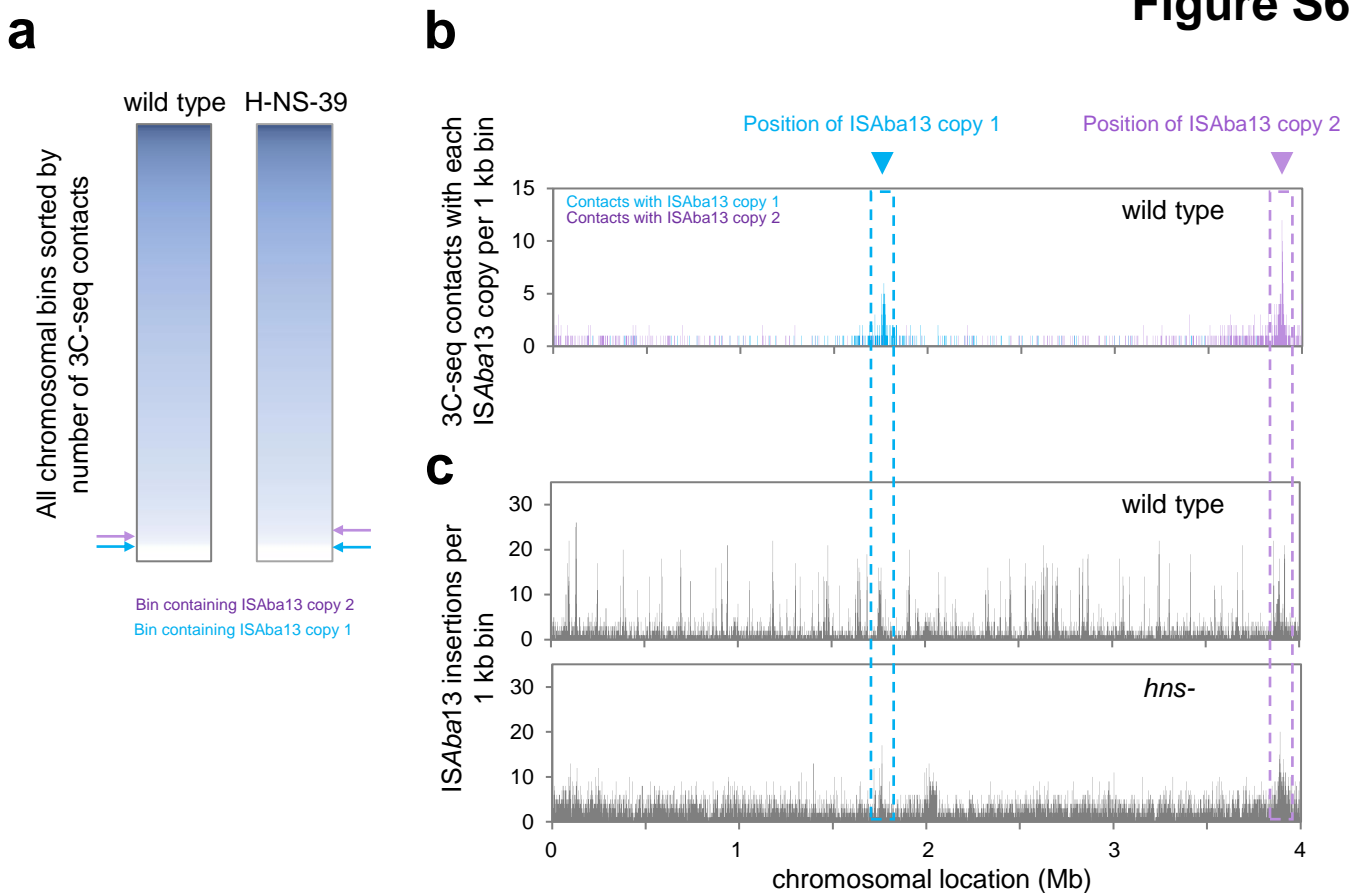 Figure S6
a
wild type H-NS-39
All chromosomal bins sorted by
number of 3C-seq contacts
Bin containing ISAba13 copy 2
Bin containing ISAba13 copy 1
b
Position of ISAba13 copy 1
Position of ISAba13 copy 2
3C-seq contacts with each
ISAba13 copy per 1 kb bin
15
10
5
0
Contacts with ISAba13 copy 1
Contacts with ISAba13 copy 2
wild type
c
ISAba13 insertions per
1 kb bin
30
20
10
0
wild type
30
20
10
0
hns-
0 1 2 3 4
chromosomal location (Mb)